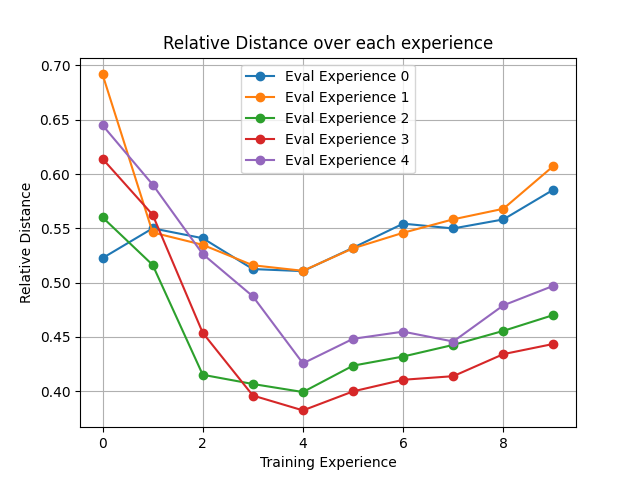 Relative Distance over each experience
0.70
0.65
0.60
0.55
0.50
0.45
0.40
Relative Distance
Eval Experience 0
Eval Experience 1
Eval Experience 2
Eval Experience 3
Eval Experience 4
0 2 4 6 8
Training Experience